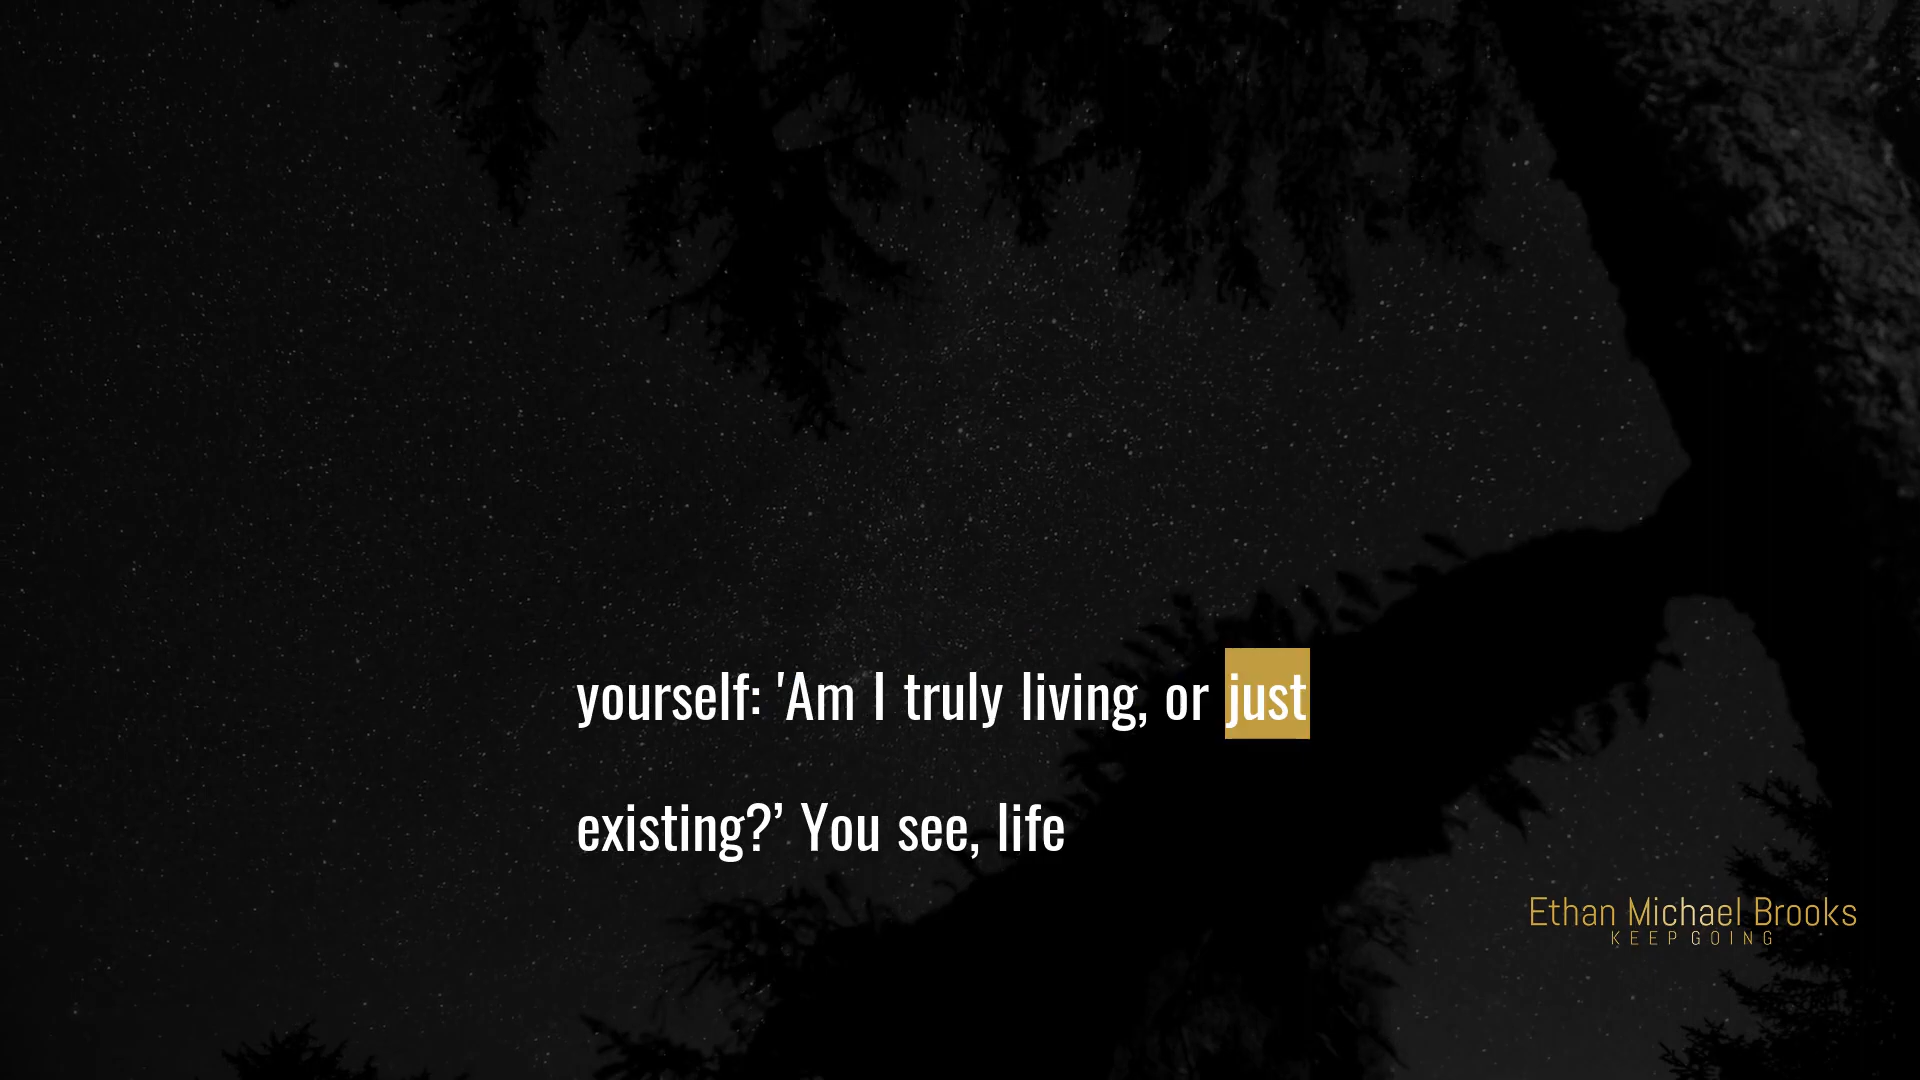 yourself: 'Am I truly living, or just
existing?’ You see, life
Ethan Michael Brooks
KEEP GOING